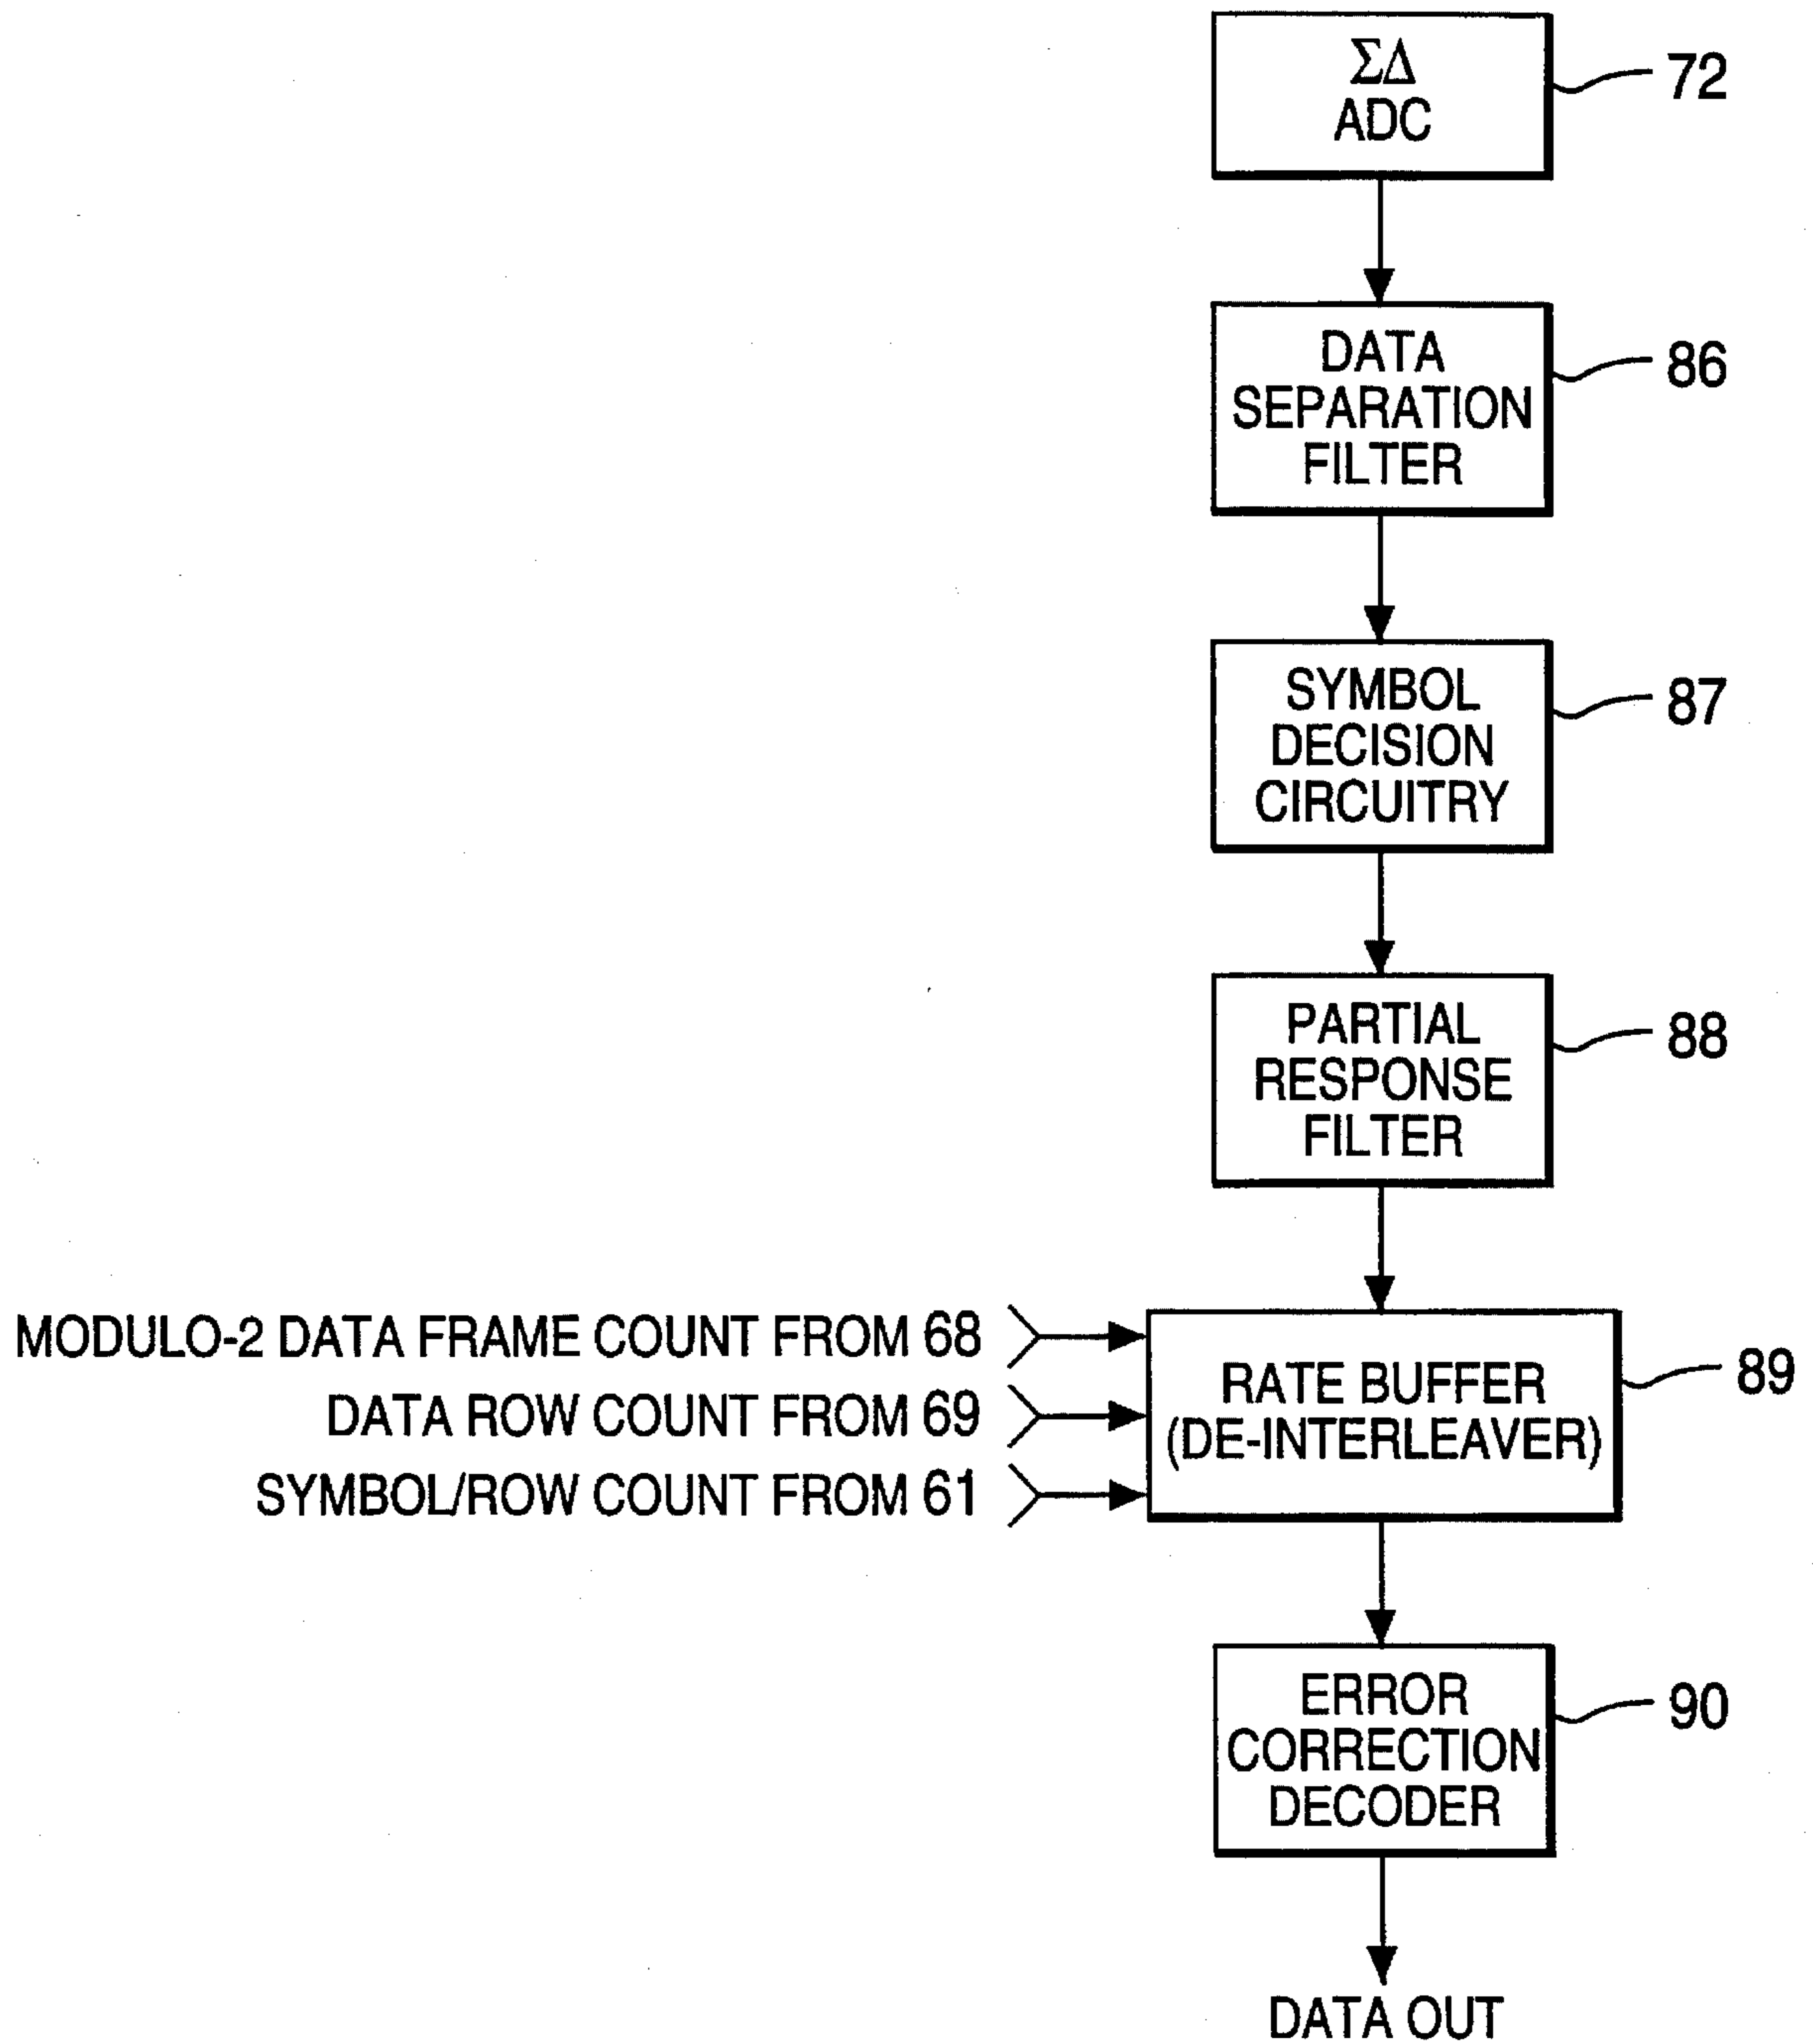 ΣΔ
ADC
72
DATA
SEPARATION
FILTER
86
SYMBOL
DECISION
CIRCUITRY
87
PARTIAL
RESPONSE
FILTER
88
MODULO-2 DATA FRAME COUNT FROM 68
DATA ROW COUNT FROM 69
SYMBOL/ROW COUNT FROM 61
RATE BUFFER
(DE-INTERLEAVER)
89
ERROR
CORRECTION
DECODER
90
DATA OUT